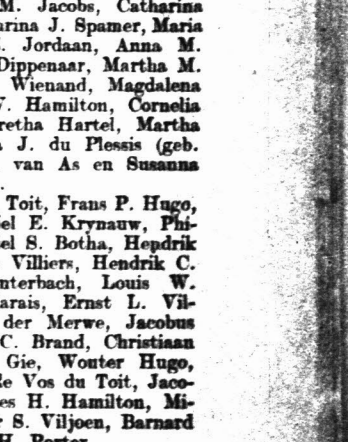 M. Jacobs, Catharina
arina J. Spamer, Maria
. Jordaan, Anna M.
Dippenaar, Martha M.
Wienand, Magdalena
V. Hamilton, Cornelia
retha Hartel, Martha
J. du Plessis (geb.
van As en Susanna
.
Toit, Frans P. Hugo,
el E. Krynauw, Phi-
el S. Botha, Hendrik
Villiers, Hendrik C.
nterbach, Louis W.
arais, Ernst L. Vil-
der Merwe, Jacobus
C. Brand, Christiaan
Gie, Wouter Hugo,
e Vos du Toit, Jaco-
es H. Hamilton, Mi-
r S. Viljoen, Barnard
H. Porter